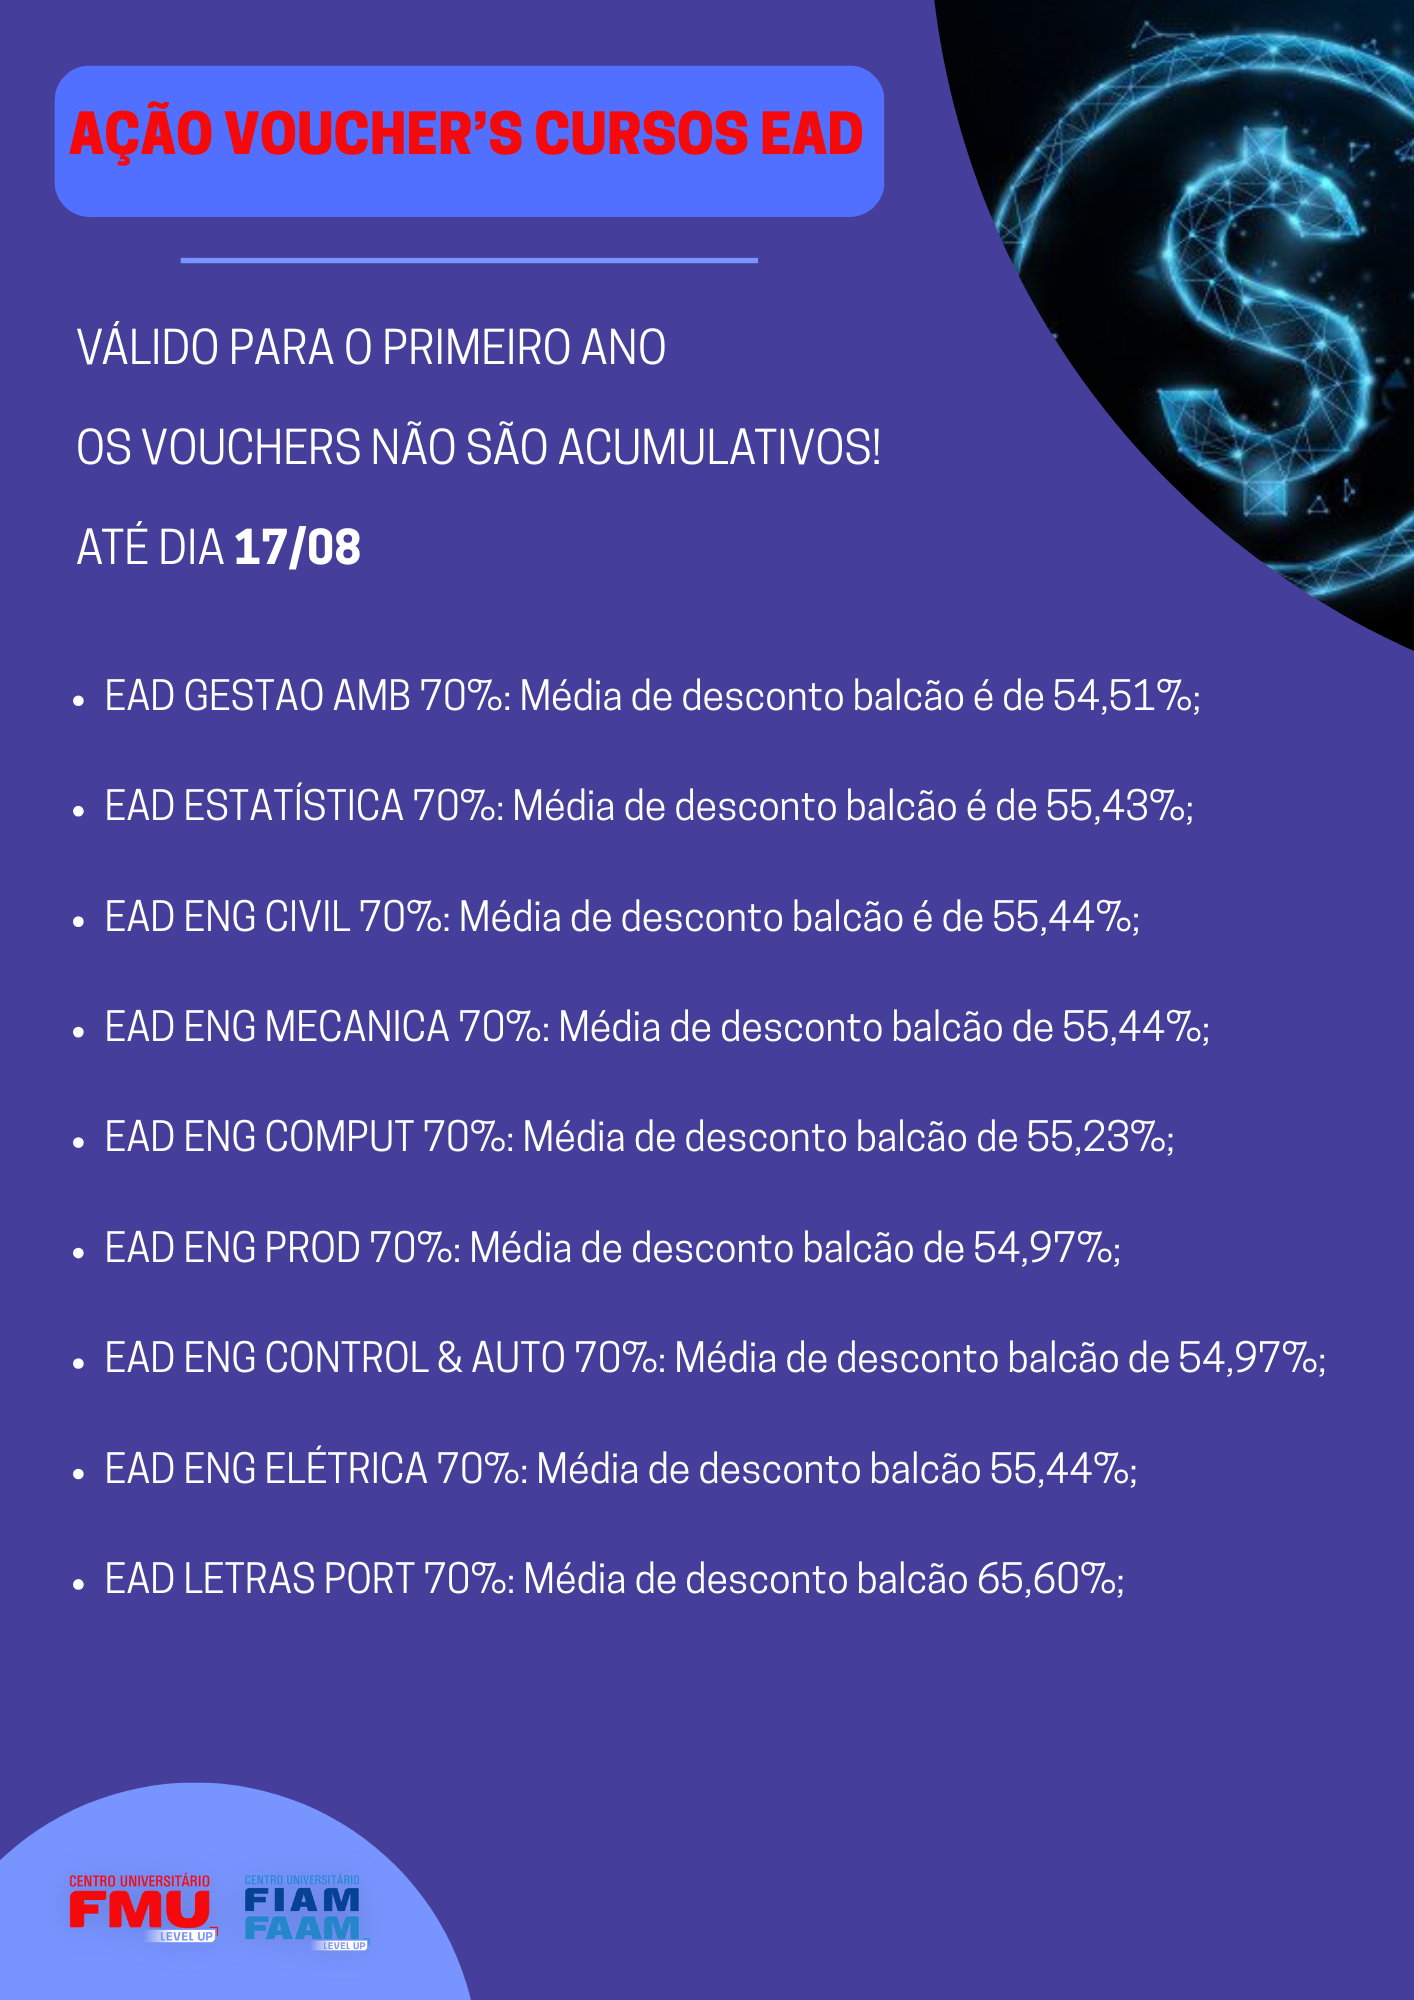 AÇÃO VOUCHER’S CURSOS EAD
VÁLIDO PARA O PRIMEIRO ANO
OS VOUCHERS NÃO SÃO ACUMULATIVOS!
ATÉ DIA 17/08
• EAD GESTAO AMB 70%: Média de desconto balcão é de 54,51%;
• EAD ESTATÍSTICA 70%: Média de desconto balcão é de 55,43%;
• EAD ENG CIVIL 70%: Média de desconto balcão é de 55,44%;
• EAD ENG MECANICA 70%: Média de desconto balcão de 55,44%;
• EAD ENG COMPUT 70%: Média de desconto balcão de 55,23%;
• EAD ENG PROD 70%: Média de desconto balcão de 54,97%;
• EAD ENG CONTROL & AUTO 70%: Média de desconto balcão de 54,97%;
• EAD ENG ELÉTRICA 70%: Média de desconto balcão 55,44%;
• EAD LETRAS PORT 70%: Média de desconto balcão 65,60%;
CENTRO UNIVERSITÁRIO
FMU
LEVEL UP
CENTRO UNIVERSITÁRIO
FIAM
FAAM
LEVEL UP